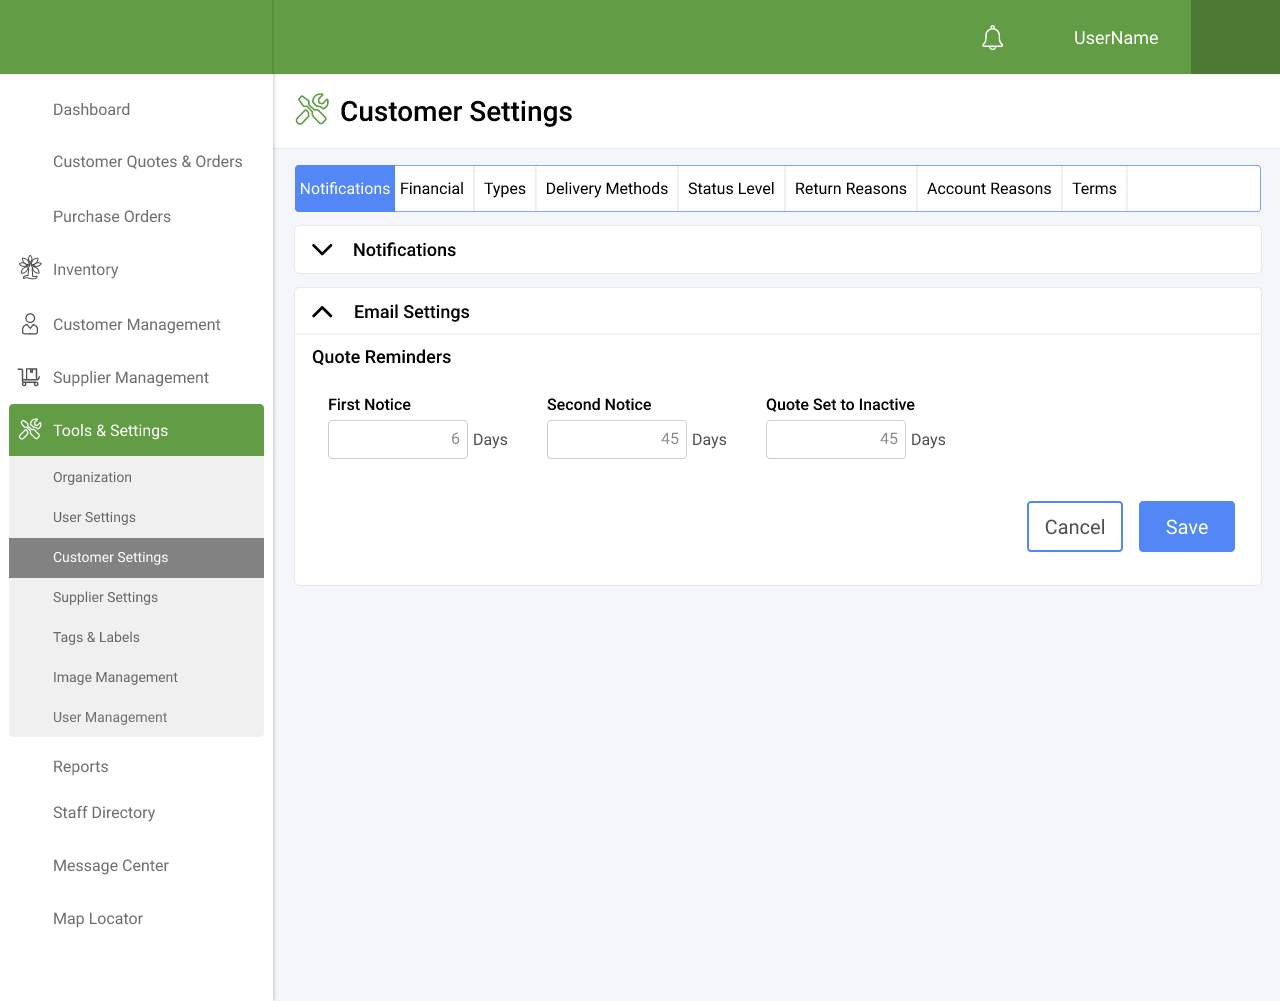 UserName
Dashboard
Customer Quotes & Orders
Purchase Orders
Inventory
Customer Management
Supplier Management
Tools & Settings
Organization
User Settings
Customer Settings
Supplier Settings
Tags & Labels
Image Management
User Management
Reports
Staff Directory
Message Center
Map Locator
Customer Settings
Notifications Financial Types Delivery Methods Status Level Return Reasons Account Reasons Terms
Notifications
Email Settings
Quote Reminders
First Notice Second Notice Quote Set to Inactive
6 Days 45 Days 45 Days
Cancel Save